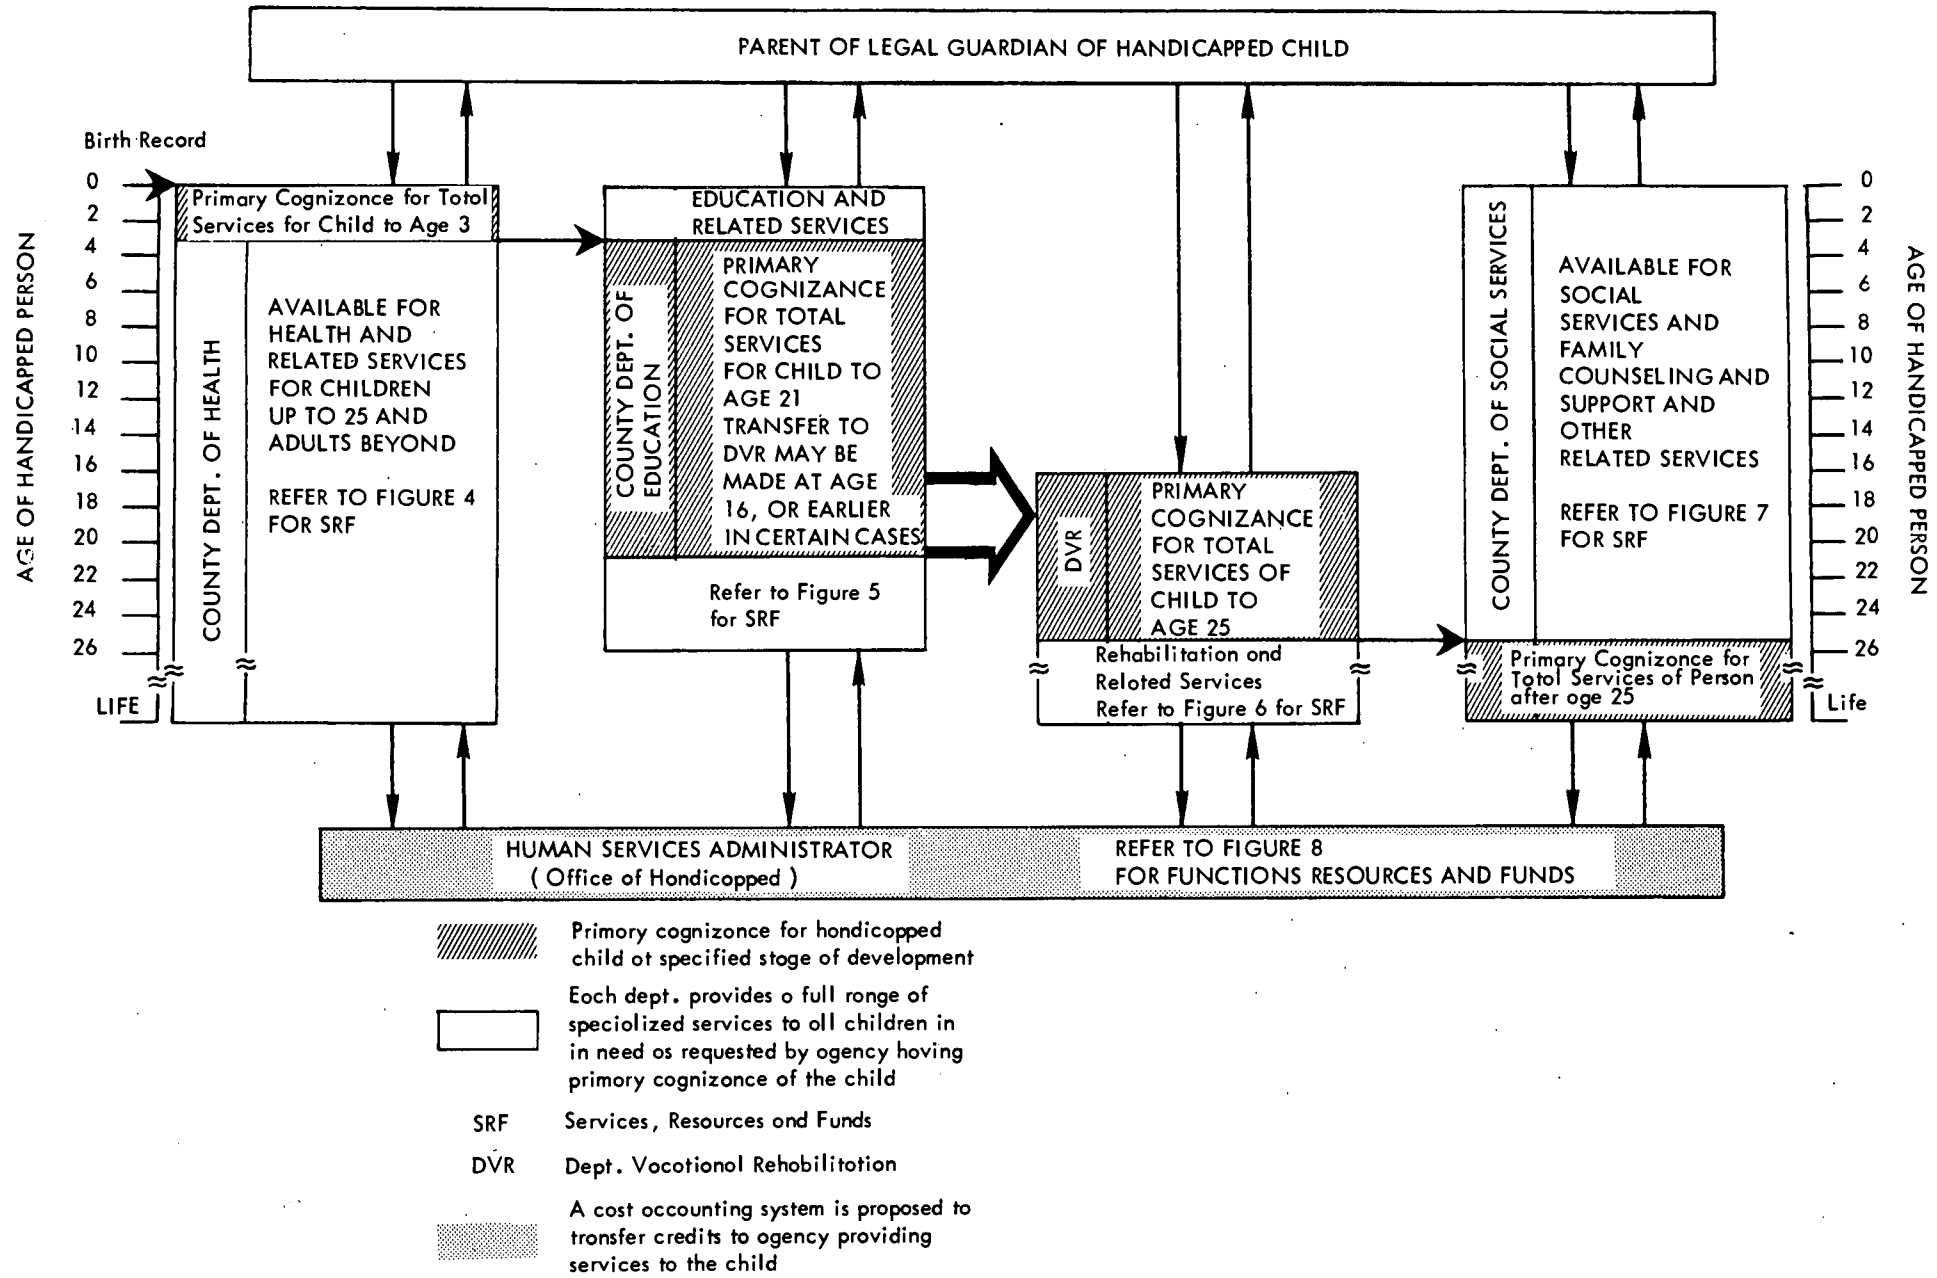 PARENT OF LEGAL GUARDIAN OF HANDICAPPED CHILD
Birth Record
AGE OF HANDICAPPED PERSON
0
2
4
6
8
10
12
14
16
18
20
22
24
26
LIFE
Primary Cognizonce for Totol
Services for Child to Age 3
COUNTY DEPT. OF HEALTH
AVAILABLE FOR
HEALTH AND
RELATED SERVICES
FOR CHILDREN
UP TO 25 AND
ADULTS BEYOND
REFER TO FIGURE 4
FOR SRF
EDUCATION AND
RELATED SERVICES
COUNTY DEPT. OF
EDUCATION
PRIMARY
COGNIZANCE
FOR TOTAL
SERVICES
FOR CHILD TO
AGE 21
TRANSFER TO
DVR MAY BE
MADE AT AGE
16, OR EARLIER
IN CERTAIN CASES
Refer to Figure 5
for SRF
DVR
PRIMARY
COGNIZANCE
FOR TOTAL
SERVICES OF
CHILD TO
AGE 25
Rehabilitation ond
Reloted Services
Refer to Figure 6 for SRF
COUNTY DEPT. OF SOCIAL SERVICES
AVAILABLE FOR
SOCIAL
SERVICES AND
FAMILY
COUNSELING AND
SUPPORT AND
OTHER
RELATED SERVICES
REFER TO FIGURE 7
FOR SRF
Primary Cognizonce for
Totol Services of Person
after oge 25
0
2
4
6
8
10
12
14
16
18
20
22
24
26
Life
AGE OF HANDICAPPED PERSON
HUMAN SERVICES ADMINISTRATOR
( Office of Hondicopped )
REFER TO FIGURE 8
FOR FUNCTIONS RESOURCES AND FUNDS
Primory cognizonce for hondicopped
child ot specified stoge of development
Eoch dept. provides o full ronge of
speciolized services to oll children in
in need os requested by ogency hoving
primory cognizonce of the child
SRF Services, Resources ond Funds
DVR Dept. Vocotionol Rehobilitotion
A cost occounting system is proposed to
tronsfer credits to ogency providing
services to the child